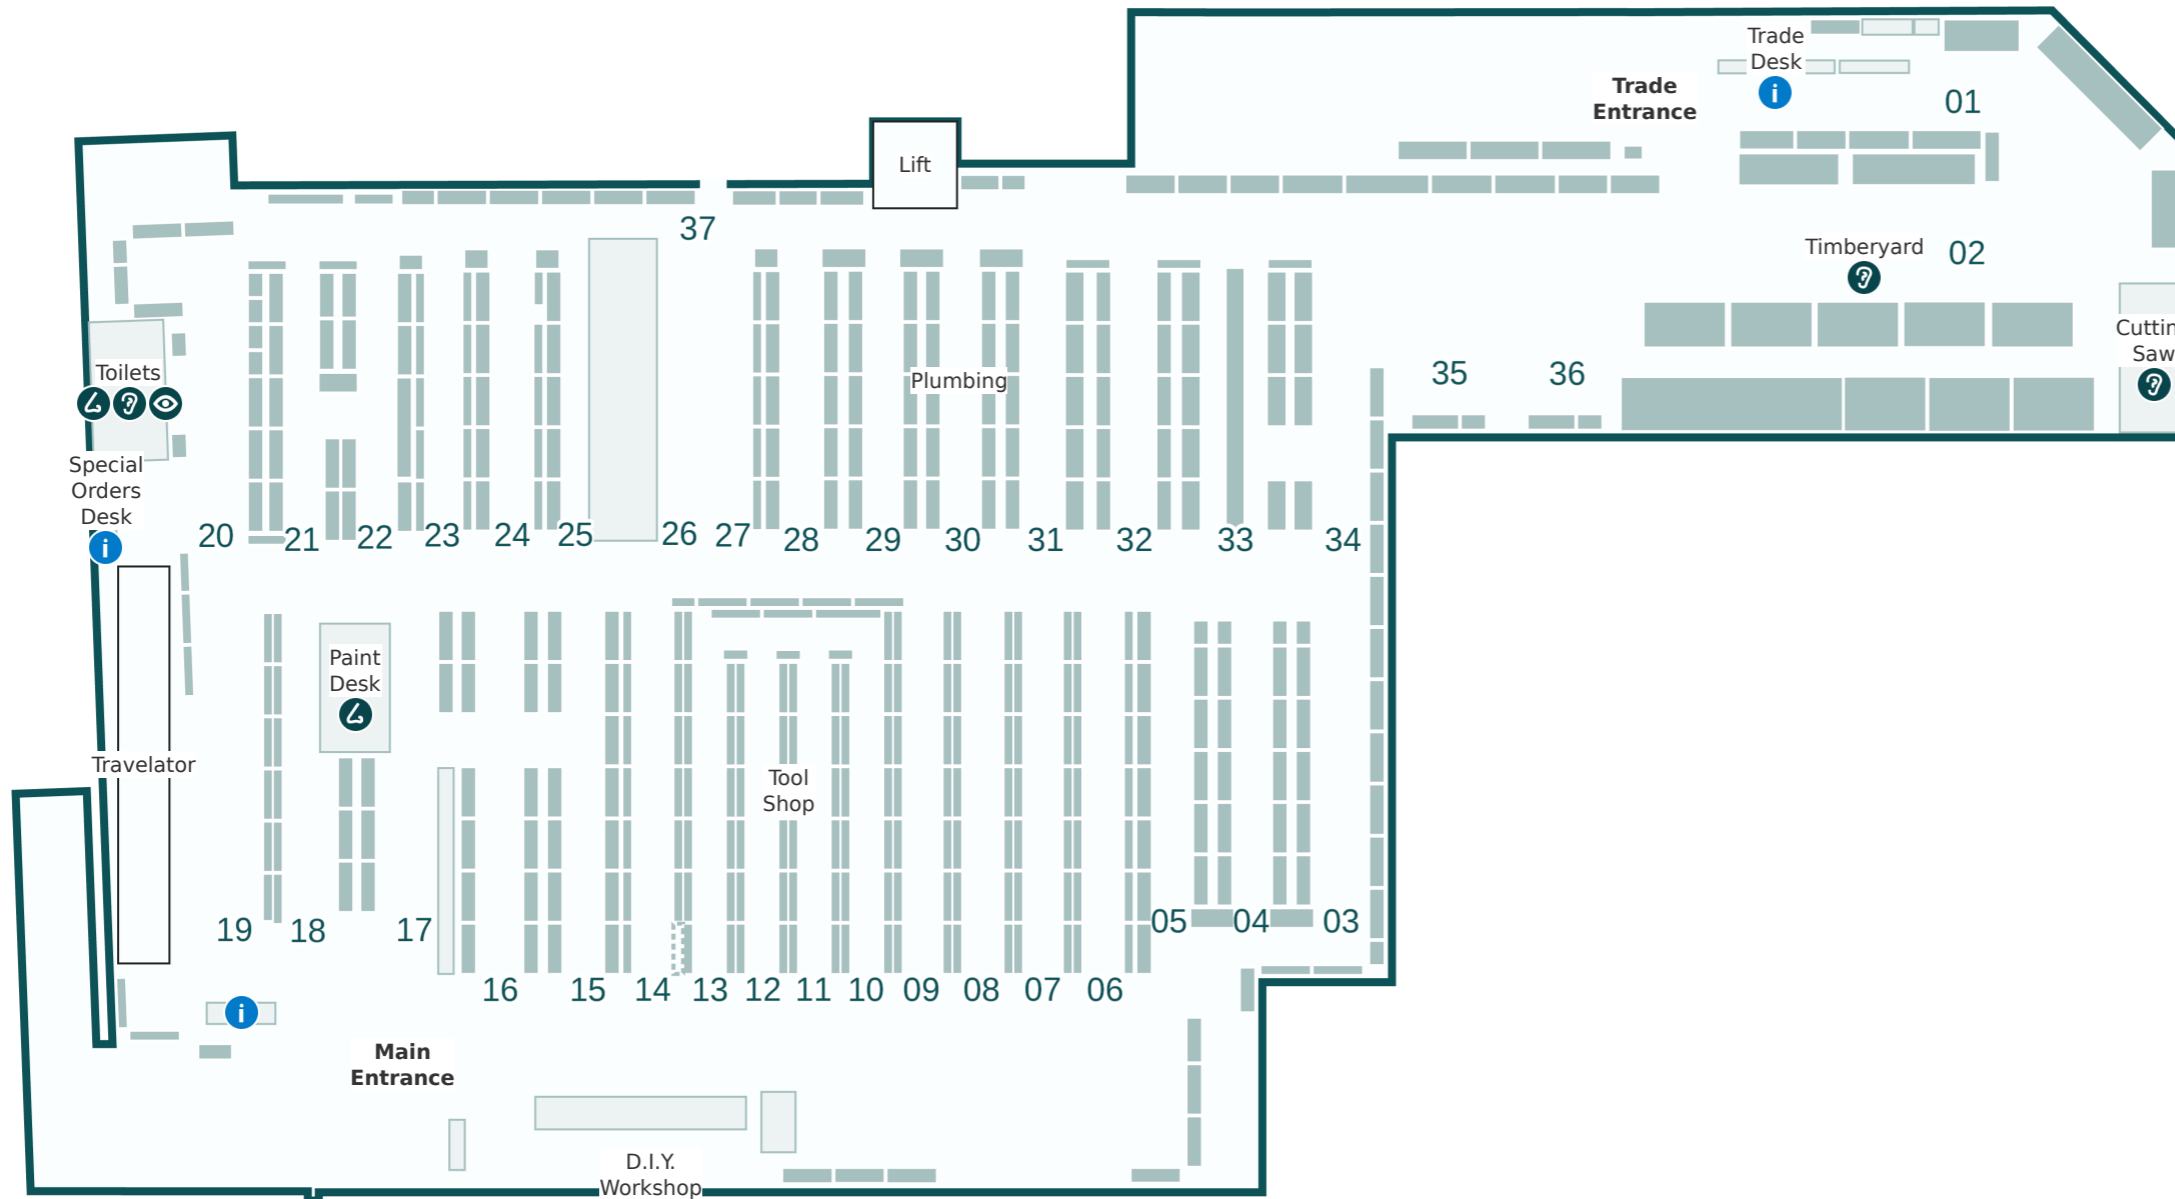 Trade
Desk
Trade
Entrance
01
Lift
37
Timberyard
02
Cuttin
Saw
Toilets
Plumbing
35
36
Special
Orders
Desk
20
21
22
23
24
25
26
27
28
29
30
31
32
33
34
Paint
Desk
Travelator
Tool
Shop
19
18
17
05
04
03
16
15
14
13
12
11
10
09
08
07
06
Main
Entrance
D.I.Y.
Workshop